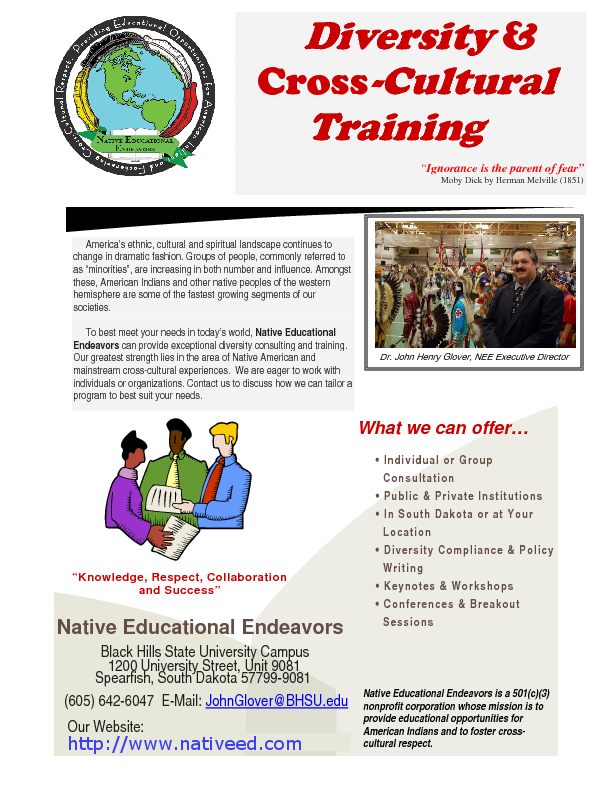 Cultural Respect. Providing Educational Opportunities for American Indians and Fostering Cross-
NATIVE EDUCATIONAL
ENDEAVORS
Diversity &
Cross-Cultural
Training
“Ignorance is the parent of fear”
Moby Dick by Herman Melville (1851)
America’s ethnic, cultural and spiritual landscape continues to
change in dramatic fashion. Groups of people, commonly referred to
as “minorities”, are increasing in both number and influence. Amongst
these, American Indians and other native peoples of the western
hemisphere are some of the fastest growing segments of our
societies.
To best meet your needs in today’s world, Native Educational
Endeavors can provide exceptional diversity consulting and training.
Our greatest strength lies in the area of Native American and
mainstream cross-cultural experiences. We are eager to work with
individuals or organizations. Contact us to discuss how we can tailor a
program to best suit your needs.
Dr. John Henry Glover, NEE Executive Director
What we can offer…
• Individual or Group
Consultation
• Public & Private Institutions
• In South Dakota or at Your
Location
• Diversity Compliance & Policy
Writing
• Keynotes & Workshops
• Conferences & Breakout
Sessions
“Knowledge, Respect, Collaboration
and Success”
Native Educational Endeavors
Black Hills State University Campus
1200 University Street, Unit 9081
Spearfish, South Dakota 57799-9081
(605) 642-6047 E-Mail: JohnGlover@BHSU.edu
Our Website:
http://www.nativeed.com
Native Educational Endeavors is a 501(c)(3)
nonprofit corporation whose mission is to
provide educational opportunities for
American Indians and to foster cross-
cultural respect.